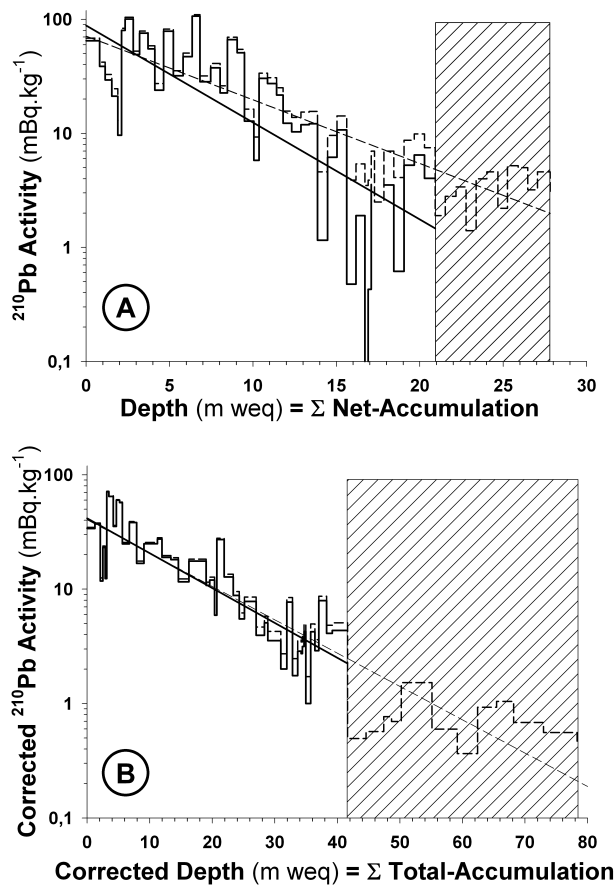 100
10
1
0,1
²¹⁰Pb Activity (mBq.kg⁻¹)
A
0 5 10 15 20 25 30
Depth (m weq) = Σ Net-Accumulation
100
10
1
0,1
Corrected ²¹⁰Pb Activity (mBq.kg⁻¹)
B
0 10 20 30 40 50 60 70 80
Corrected Depth (m weq) = Σ Total-Accumulation